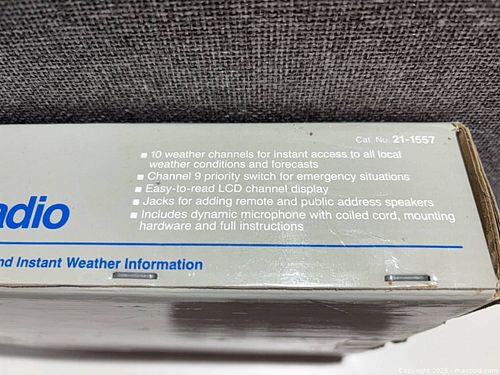 Cat. No. 21-1557
■ 10 weather channels for instant access to all local
weather conditions and forecasts
■ Channel 9 priority switch for emergency situations
■ Easy-to-read LCD channel display
■ Jacks for adding remote and public address speakers
■ Includes dynamic microphone with coiled cord, mounting
hardware and full instructions
adio
nd Instant Weather Information